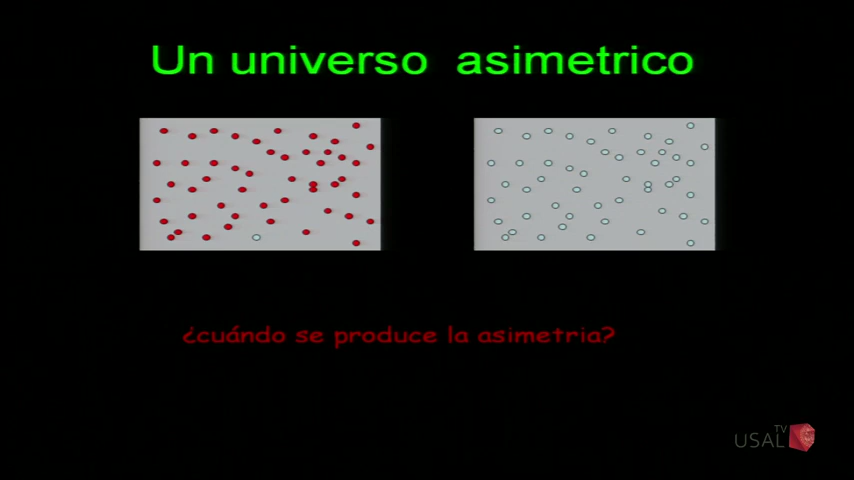 Un universo asimetrico
¿cuándo se produce la asimetria?
TV
USAL